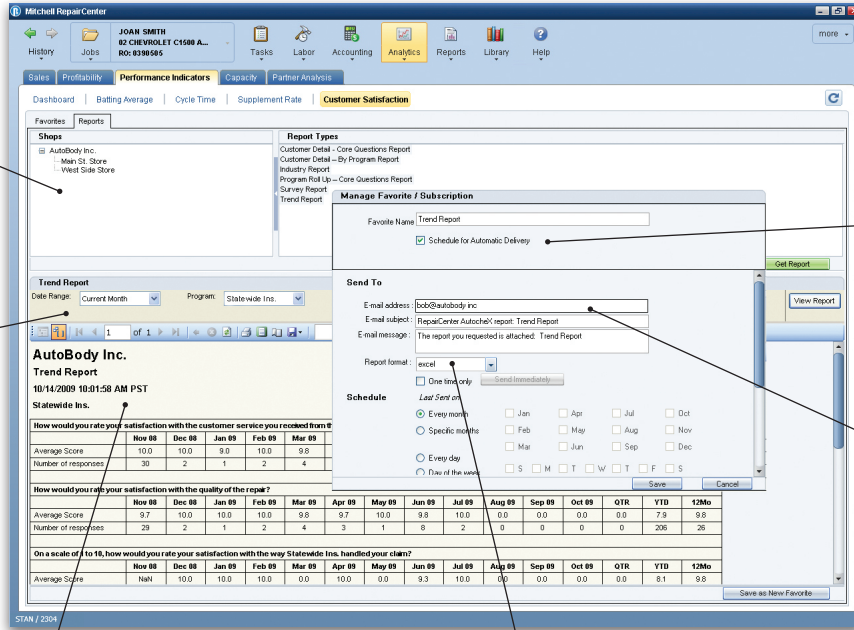 Mitchell RepairCenter
History
Jobs
JOAN SMITH
02 CHEVROLET C1500 A...
RO: 0390505
Tasks
Labor
Accounting
Analytics
Reports
Library
Help
more
Sales
Profitability
Performance Indicators
Capacity
Partner Analysis
Dashboard | Batting Average | Cycle Time | Supplement Rate | Customer Satisfaction
Favorites
Reports
Shops
AutoBody Inc.
Main St. Store
West Side Store
Report Types
Customer Detail - Core Questions Report
Customer Detail – By Program Report
Industry Report
Program Roll Up – Core Questions Report
Survey Report
Trend Report
Get Report
Manage Favorite / Subscription
Favorite Name Trend Report
Schedule for Automatic Delivery
Send To
E-mail address : bob@autobody inc
E-mail subject : RepairCenter AutocheX report: Trend Report
E-mail message : The report you requested is attached: Trend Report
Report format : excel
One time only Send Immediately
Schedule Last Sent on
Every month Jan Apr Jul Oct
Specific months Feb May Aug Nov
Mar Jun Sep Dec
Every day
Day of the week S M T W T F S
Save Cancel
Trend Report
Date Range: Current Month Program: Statewide Ins.
View Report
1 of 1
AutoBody Inc.
Trend Report
10/14/2009 10:01:58 AM PST
Statewide Ins.
How would you rate your satisfaction with the customer service you received from th
Nov 08 Dec 08 Jan 09 Feb 09 Mar 09
Average Score 10.0 10.0 9.0 10.0 9.8
Number of responses 30 2 1 2 4
How would you rate your satisfaction with the quality of the repair?
Nov 08 Dec 08 Jan 09 Feb 09 Mar 09 Apr 09 May 09 Jun 09 Jul 09 Aug 09 Sep 09 Oct 09 QTR YTD 12Mo
Average Score 9.7 10.0 10.0 10.0 9.8 9.7 10.0 9.8 10.0 0.0 0.0 0.0 0.0 7.9 9.8
Number of responses 29 2 1 2 4 3 1 8 2 0 0 0 0 206 26
On a scale of 1 to 10, how would you rate your satisfaction with the way Statewide Ins. handled your claim?
Nov 08 Dec 08 Jan 09 Feb 09 Mar 09 Apr 09 May 09 Jun 09 Jul 09 Aug 09 Sep 09 Oct 09 QTR YTD 12Mo
Average Score NaN 10.0 10.0 10.0 0.0 10.0 0.0 9.3 10.0 0.0 0.0 0.0 0.0 8.1 9.8
Save as New Favorite
STAN / 2304